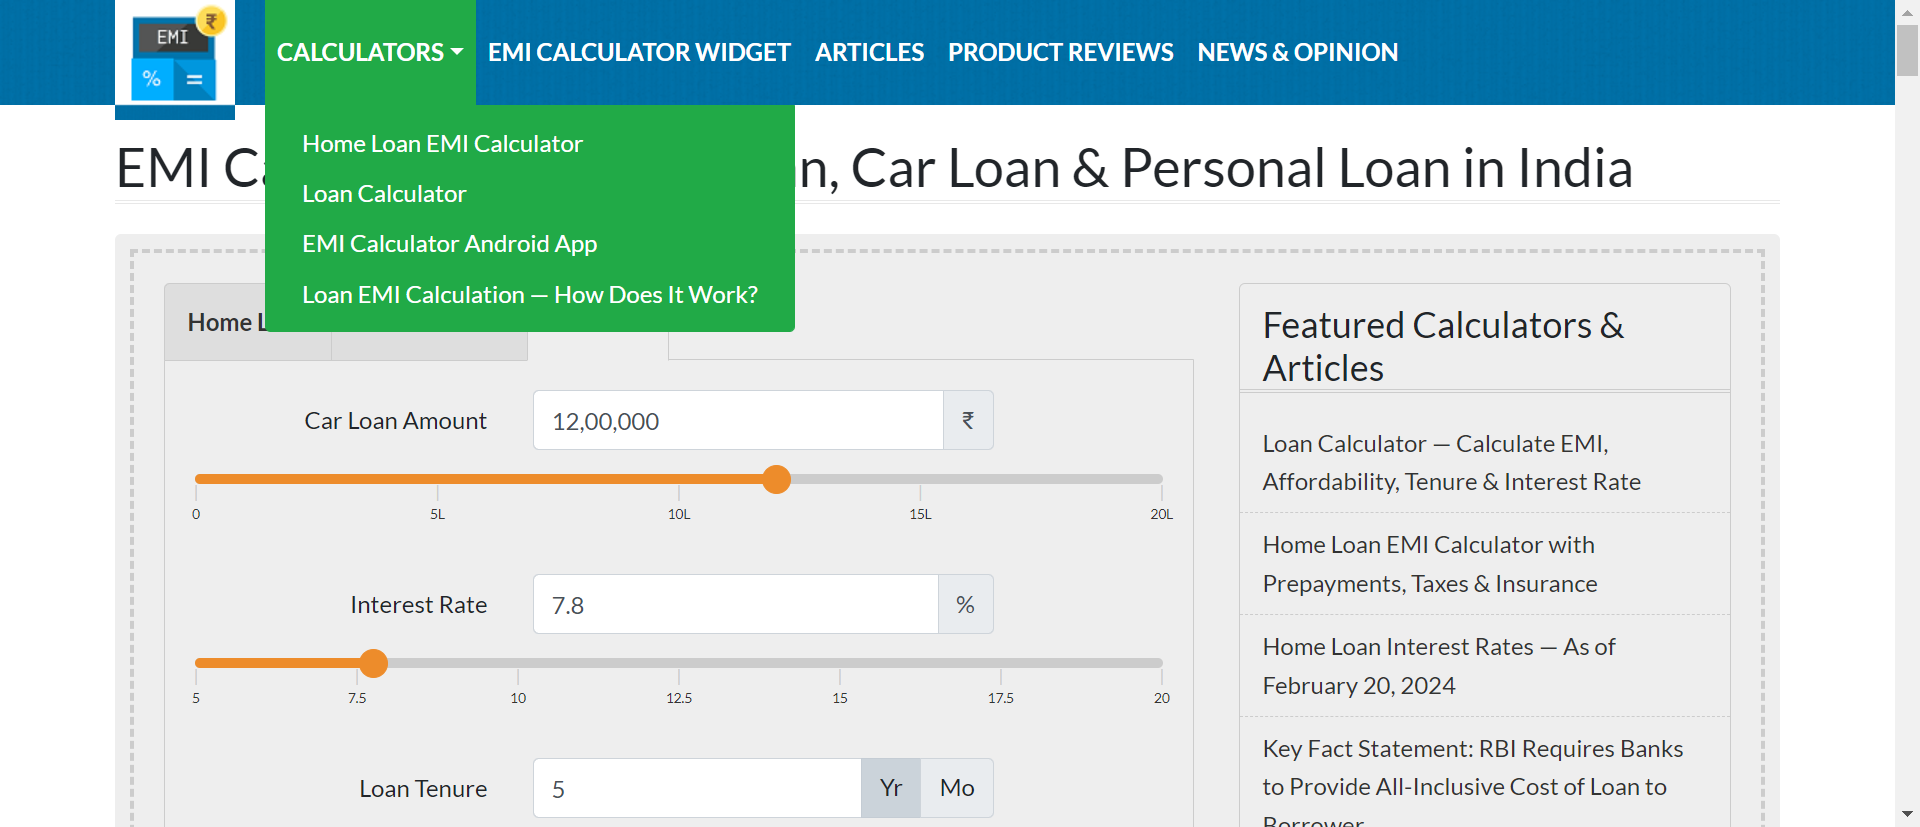 EMI
₹
%
=
CALCULATORS
EMI CALCULATOR WIDGET
ARTICLES
PRODUCT REVIEWS
NEWS & OPINION
Home Loan EMI Calculator
Loan Calculator
EMI Calculator Android App
Loan EMI Calculation — How Does It Work?
EMI
, Car Loan & Personal Loan in India
Home
Car Loan Amount
12,00,000
₹
0
5L
10L
15L
20L
Interest Rate
7.8
%
5
7.5
10
12.5
15
17.5
20
Loan Tenure
5
Yr
Mo
Featured Calculators &
Articles
Loan Calculator — Calculate EMI,
Affordability, Tenure & Interest Rate
Home Loan EMI Calculator with
Prepayments, Taxes & Insurance
Home Loan Interest Rates — As of
February 20, 2024
Key Fact Statement: RBI Requires Banks
to Provide All-Inclusive Cost of Loan to
Borrower